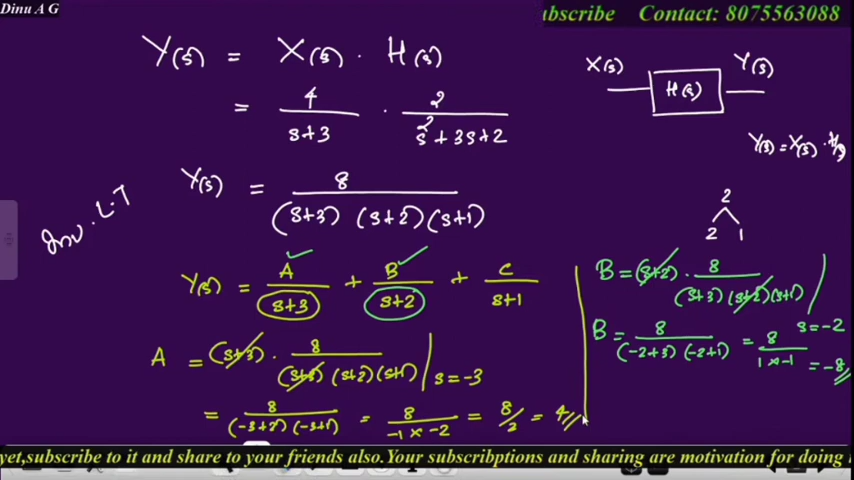 Dinu A G
ubscribe Contact: 8075563088
Y(s) = X(s) · H(s)
= 4/(s+3) · 2/(s²+3s+2)
Y(s) = 8/((s+3) (s+2)(s+1))
Inv. L.T
Y(s) = A/(s+3) + B/(s+2) + C/(s+1)
A = (s+3) · 8/((s+3)(s+2)(s+1)) | s=-3
= 8/((-3+2)(-3+1)) = 8/(-1×-2) = 8/2 = 4//
X(s) H(s) Y(s)
Y(s)=X(s)·H(s)
2
2 1
B = (s+2) · 8/((s+3)(s+2)(s+1)) | s=-2
B = 8/((-2+3)(-2+1)) = 8/(1×-1) = -8//
yet,subscribe to it and share to your friends also.Your subscribptions and sharing are motivation for doing